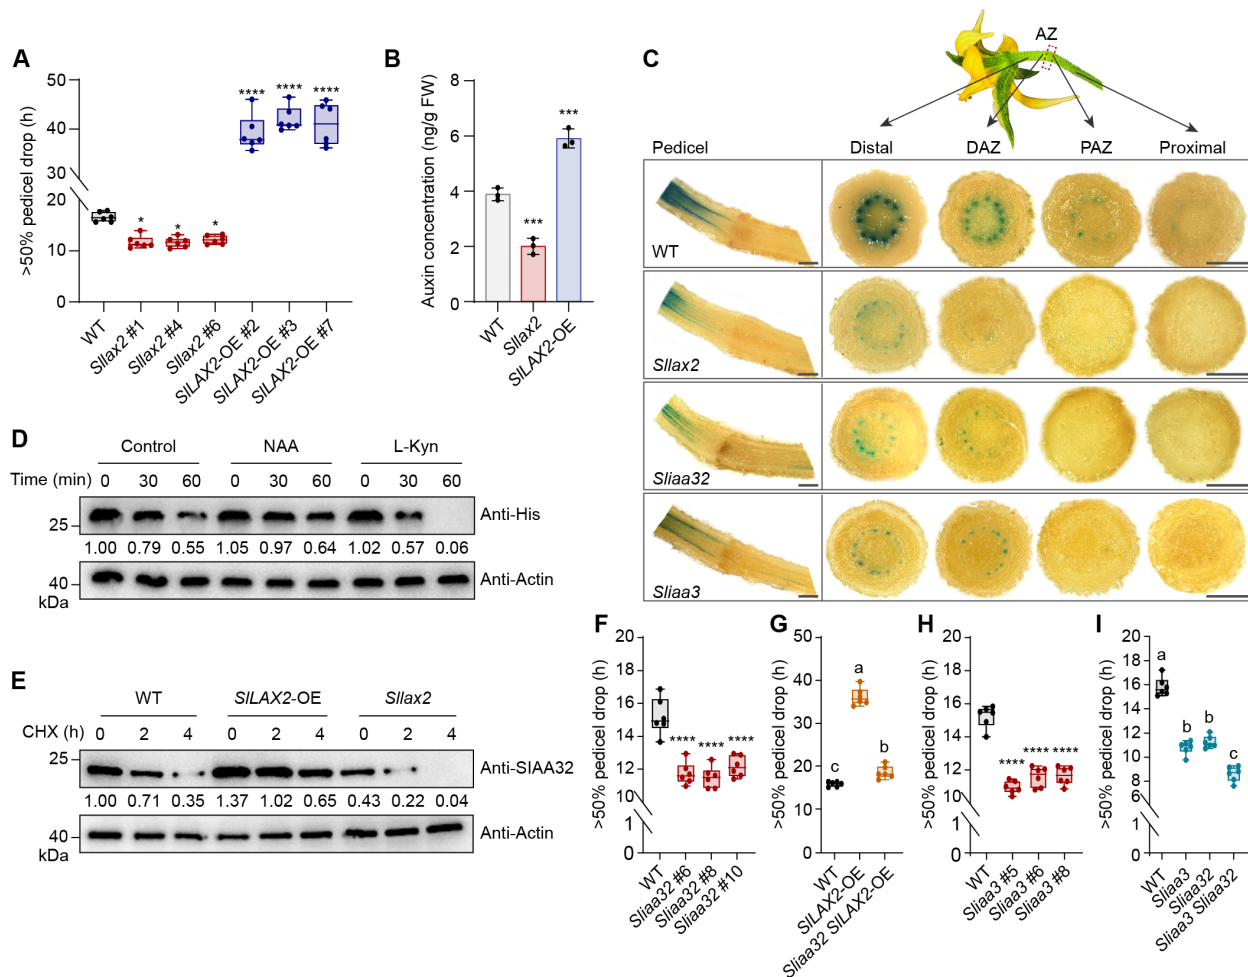 A
>50% pedicel drop (h)
50
40
30
20
10
0
****
****
****
*
*
*
WT
Sllax2 #1
Sllax2 #4
Sllax2 #6
SlLAX2-OE #2
SlLAX2-OE #3
SlLAX2-OE #7
B
Auxin concentration (ng/g FW)
8
6
4
2
0
***
***
WT
Sllax2
SlLAX2-OE
C
AZ
Pedicel Distal DAZ PAZ Proximal
WT
Sllax2
Sliaa32
Sliaa3
D
Control NAA L-Kyn
Time (min) 0 30 60 0 30 60 0 30 60
25 Anti-His
1.00 0.79 0.55 1.05 0.97 0.64 1.02 0.57 0.06
40 Anti-Actin
kDa
E
WT SlLAX2-OE Sllax2
CHX (h) 0 2 4 0 2 4 0 2 4
25 Anti-SlAA32
1.00 0.71 0.35 1.37 1.02 0.65 0.43 0.22 0.04
40 Anti-Actin
kDa
F
>50% pedicel drop (h)
20
18
16
14
12
10
1
0
**** **** ****
WT
Sliaa32 #6
Sliaa32 #8
Sliaa32 #10
G
>50% pedicel drop (h)
50
40
30
20
10
0
c
a
b
WT
SlLAX2-OE
Sliaa32 SlLAX2-OE
H
>50% pedicel drop (h)
20
18
16
14
12
10
1
0
**** **** ****
WT
Sliaa3 #5
Sliaa3 #6
Sliaa3 #8
I
>50% pedicel drop (h)
20
18
16
14
12
10
8
6
1
0
a
b
b
c
WT
Sliaa3
Sliaa32
Sliaa3 Sliaa32